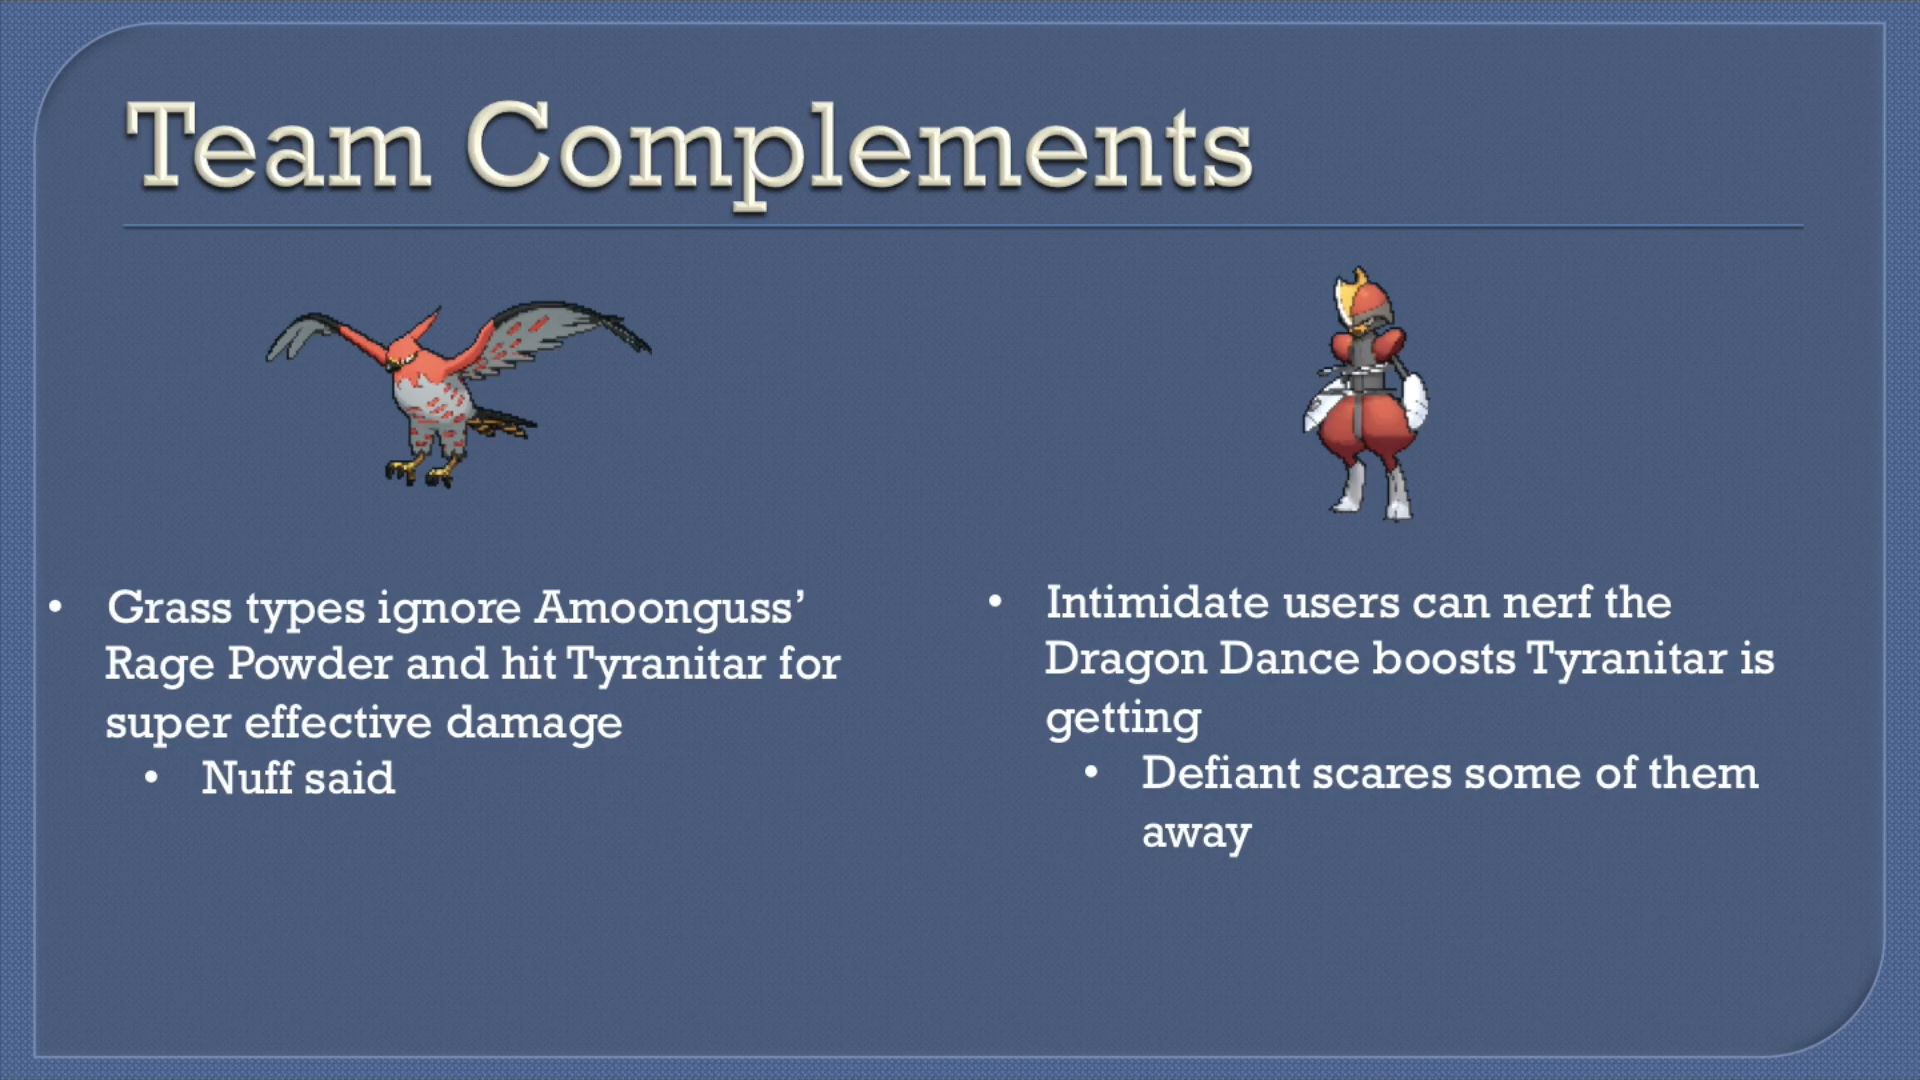 Team Complements
• Grass types ignore Amoonguss’
Rage Powder and hit Tyranitar for
super effective damage
• Nuff said
• Intimidate users can nerf the
Dragon Dance boosts Tyranitar is
getting
• Defiant scares some of them
away